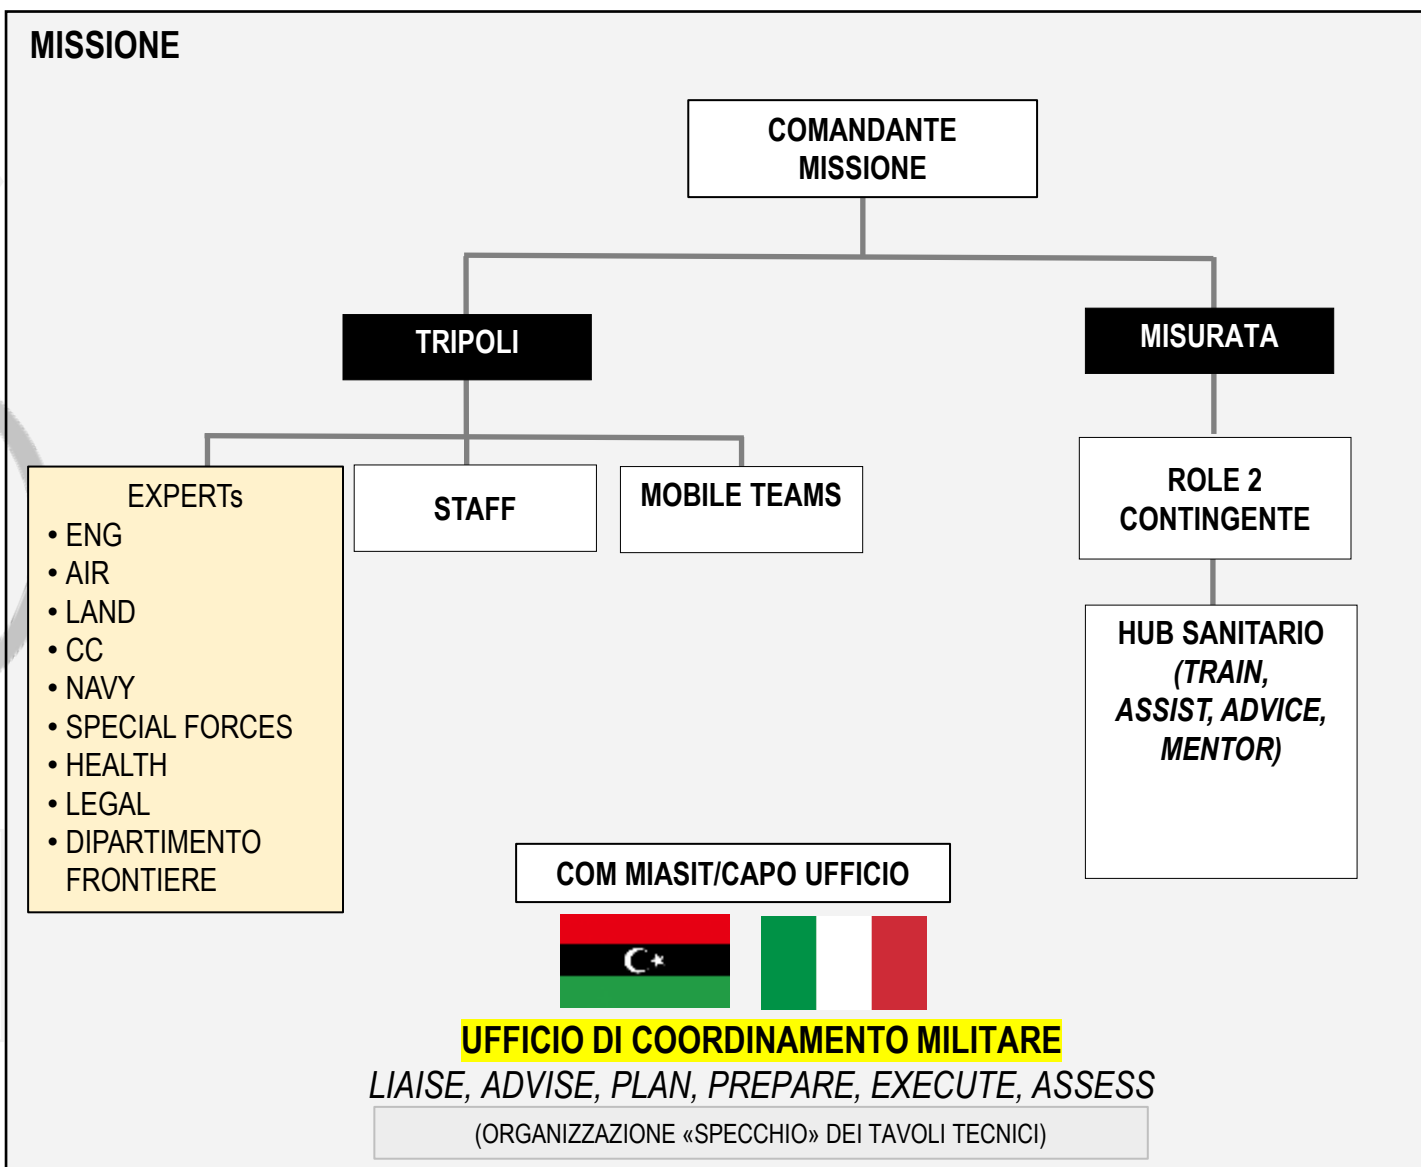 MISSIONE
COMANDANTE
MISSIONE
TRIPOLI
MISURATA
EXPERTs
• ENG
• AIR
• LAND
• CC
• NAVY
• SPECIAL FORCES
• HEALTH
• LEGAL
• DIPARTIMENTO
FRONTIERE
STAFF
MOBILE TEAMS
ROLE 2
CONTINGENTE
HUB SANITARIO
(TRAIN,
ASSIST, ADVICE,
MENTOR)
COM MIASIT/CAPO UFFICIO
UFFICIO DI COORDINAMENTO MILITARE
LIAISE, ADVISE, PLAN, PREPARE, EXECUTE, ASSESS
(ORGANIZZAZIONE «SPECCHIO» DEI TAVOLI TECNICI)